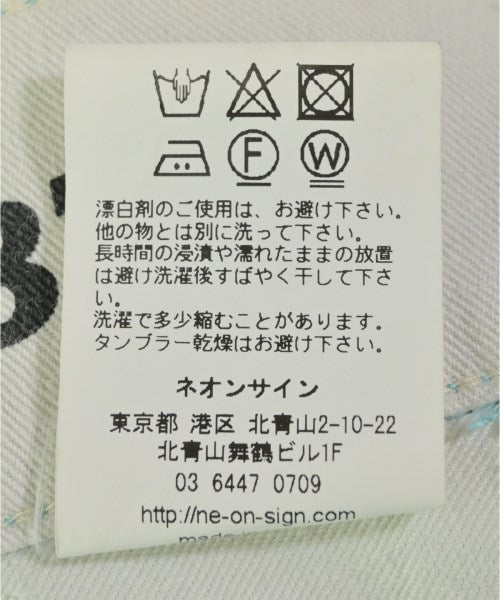 F
W
漂白剤のご使用は、お避け下さい。
他の物とは別に洗って下さい。
長時間の浸漬や濡れたままの放置
は避け洗濯後すばやく干して下さ
い。
洗濯で多少縮むことがあります。
タンブラー乾燥はお避け下さい。
ネオンサイン
東京都 港区 北青山2-10-22
北青山舞鶴ビル1F
03 6447 0709
http://ne-on-sign.com